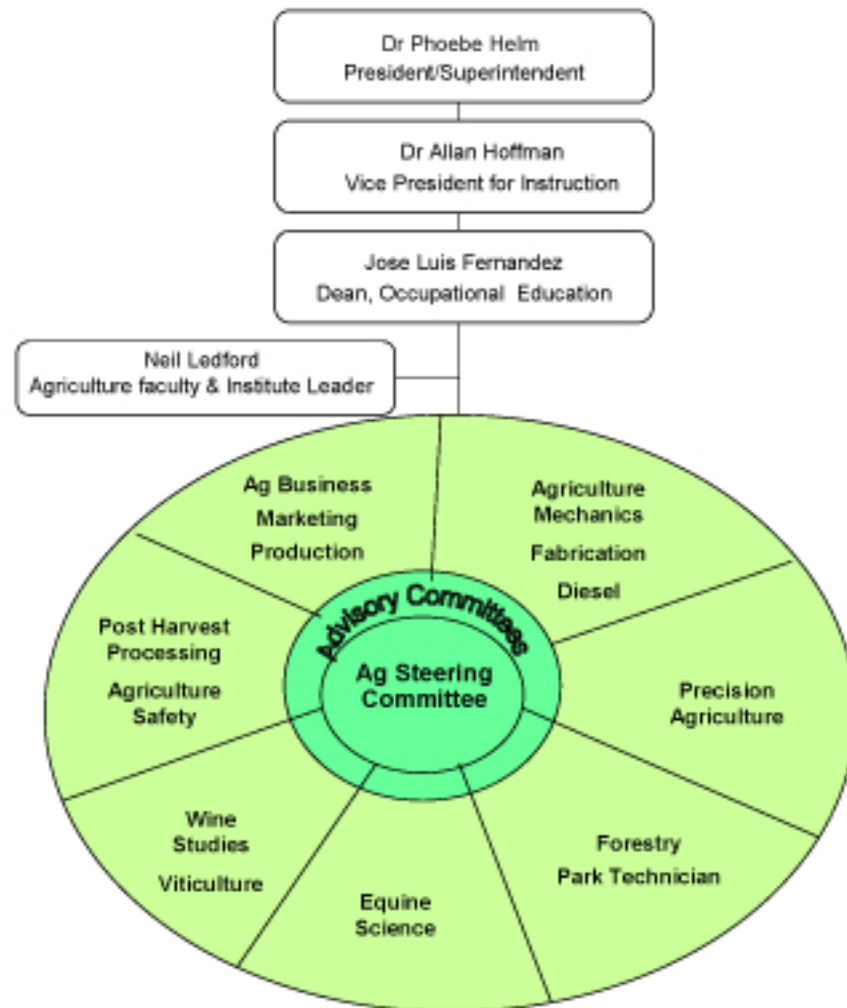 Dr Phoebe Helm
President/Superintendent
Dr Allan Hoffman
Vice President for Instruction
Jose Luis Fernandez
Dean, Occupational Education
Neil Ledford
Agriculture faculty & Institute Leader
Ag Business
Marketing
Production
Agriculture
Mechanics
Fabrication
Diesel
Post Harvest
Processing
Agriculture
Safety
Advisory Committees
Ag Steering
Committee
Precision
Agriculture
Wine
Studies
Viticulture
Equine
Science
Forestry
Park Technician